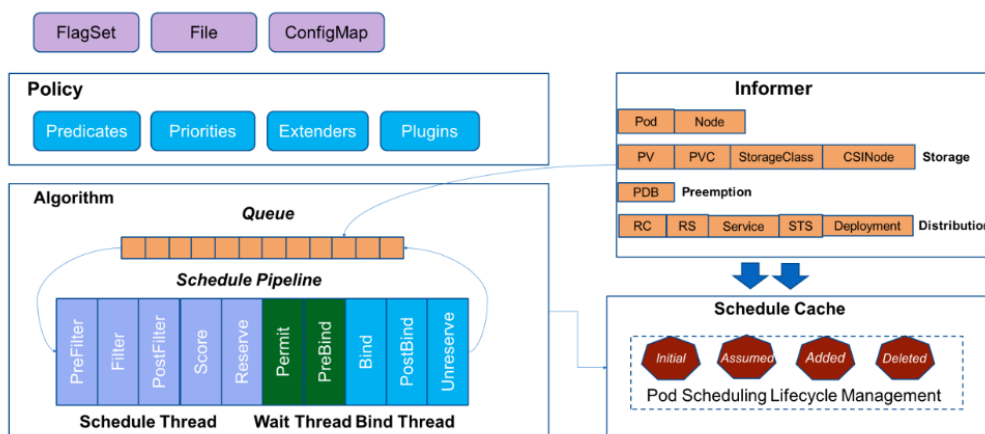 FlagSet File ConfigMap
Policy
Predicates Priorities Extenders Plugins
Informer
Pod Node
PV PVC StorageClass CSINode Storage
PDB Preemption
RC RS Service STS Deployment Distribution
Algorithm
Queue
Schedule Pipeline
PreFilter
Filter
PostFilter
Score
Reserve
Permit
PreBind
Bind
PostBind
Unreserve
Schedule Thread Wait Thread Bind Thread
Schedule Cache
Initial Assumed Added Deleted
Pod Scheduling Lifecycle Management